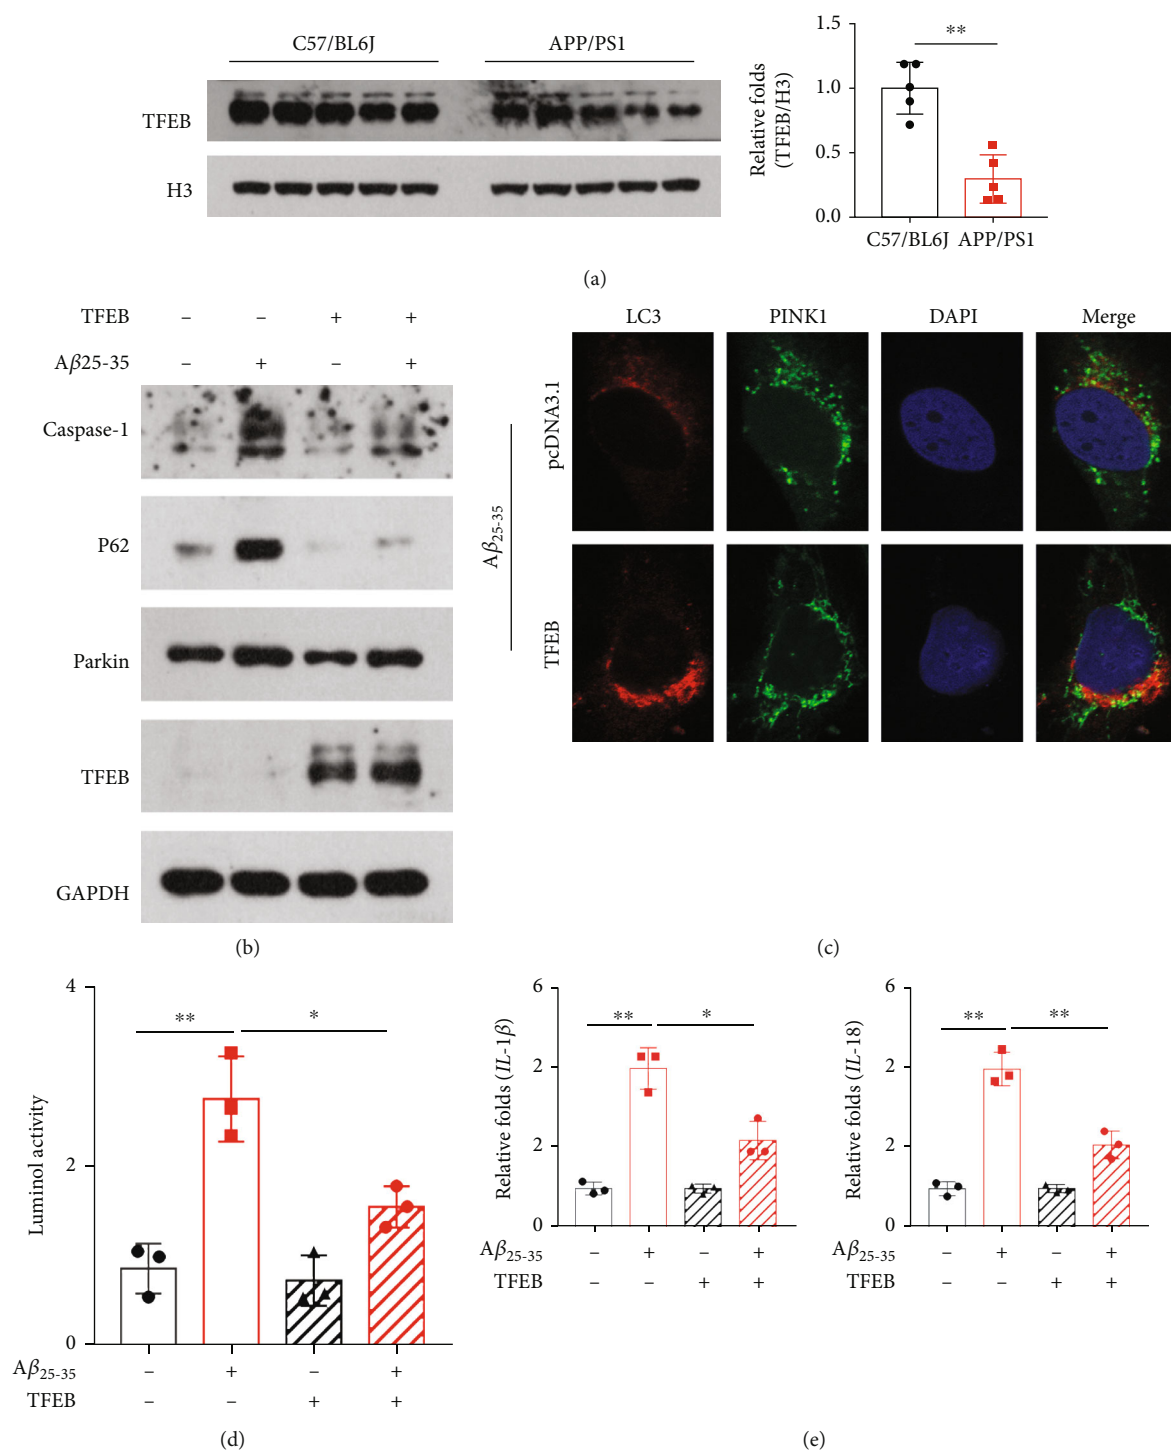 C57/BL6J APP/PS1
TFEB
H3
Relative folds
(TFEB/H3)
1.5
1.0
0.5
0.0
**
C57/BL6J APP/PS1
(a)
TFEB – – + +
Aβ25-35 – + – +
Caspase-1
P62
Parkin
TFEB
GAPDH
(b)
LC3 PINK1 DAPI Merge
Aβ25-35
pcDNA3.1
TFEB
(c)
Luminol activity
4
2
0
** *
Aβ25-35 – + – +
TFEB – – + +
(d)
Relative folds (IL-1β)
6
2
2
0
** *
Aβ25-35 – + – +
TFEB – – + +
Relative folds (IL-18)
6
2
2
0
** **
Aβ25-35 – + – +
TFEB – – + +
(e)